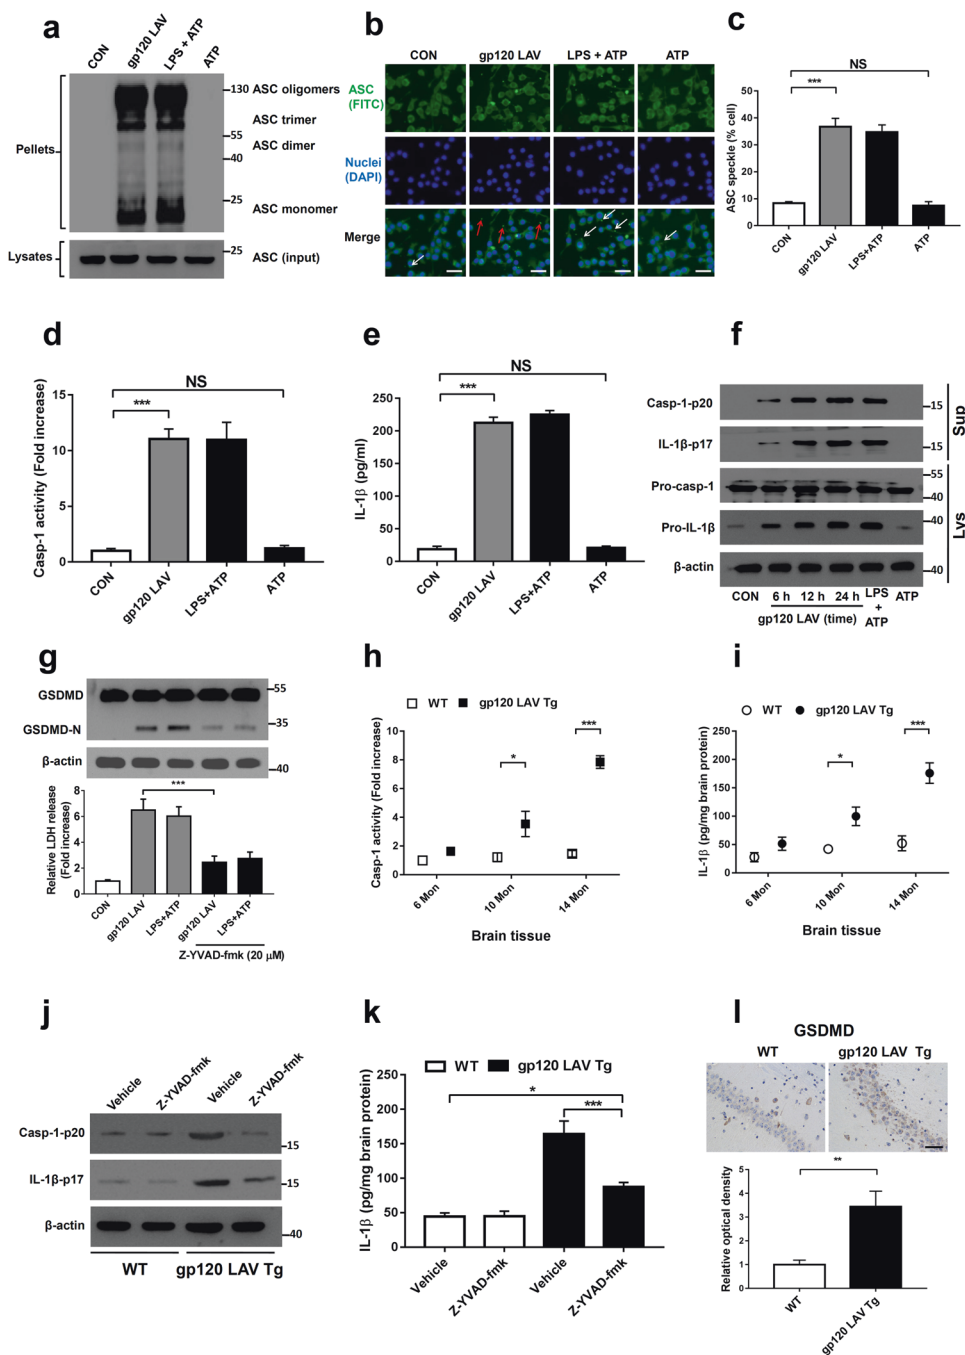 a
CON
gp120 LAV
LPS + ATP
ATP
Pellets
130
ASC oligomers
ASC trimer
55
ASC dimer
40
25
ASC monomer
Lysates
25
ASC (input)
b
CON
gp120 LAV
LPS + ATP
ATP
ASC
(FITC)
Nuclei
(DAPI)
Merge
c
NS
***
ASC speckle (% cell)
50
40
30
20
10
0
CON
gp120 LAV
LPS+ATP
ATP
d
NS
***
Casp-1 activity (Fold increase)
15
10
5
0
CON
gp120 LAV
LPS+ATP
ATP
e
NS
***
IL-1β (pg/ml)
250
200
150
100
50
0
CON
gp120 LAV
LPS+ATP
ATP
f
Casp-1-p20
15
IL-1β-p17
15
Sup
Pro-casp-1
55
40
Pro-IL-1β
40
β-actin
40
Lys
CON
6 h
12 h
24 h
LPS
+
ATP
ATP
gp120 LAV (time)
g
GSDMD
55
GSDMD-N
35
β-actin
40
***
Relative LDH release
(Fold increase)
8
6
4
2
0
CON
gp120 LAV
LPS+ATP
gp120 LAV
LPS+ATP
Z-YVAD-fmk (20 μM)
h
WT
gp120 LAV Tg
Casp-1 activity (Fold increase)
10
8
6
4
2
0
*
***
6 Mon
10 Mon
14 Mon
Brain tissue
i
WT
gp120 LAV Tg
IL-1β (pg/mg brain protein)
250
200
150
100
50
0
*
***
6 Mon
10 Mon
14 Mon
Brain tissue
j
Vehicle
Z-YVAD-fmk
Vehicle
Z-YVAD-fmk
Casp-1-p20
15
IL-1β-p17
15
β-actin
40
WT
gp120 LAV Tg
k
WT
gp120 LAV Tg
IL-1β (pg/mg brain protein)
250
200
150
100
50
0
*
***
Vehicle
Z-YVAD-fmk
Vehicle
Z-YVAD-fmk
l
GSDMD
WT
gp120 LAV Tg
**
Relative optical density
5
4
3
2
1
0
WT
gp120 LAV Tg